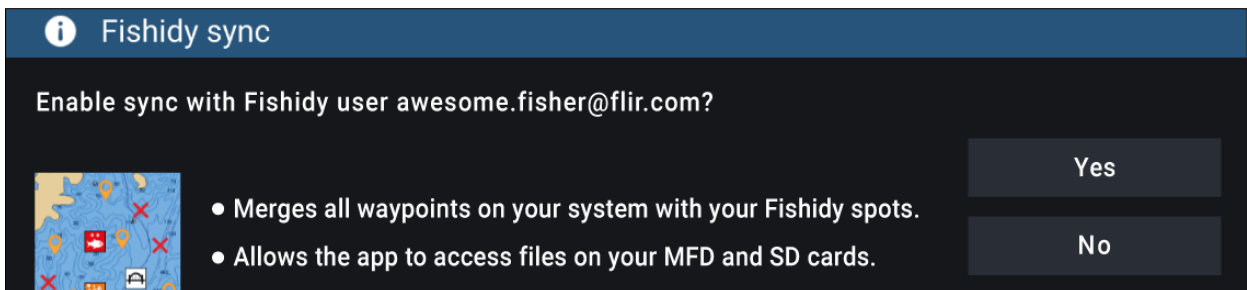 Fishidy sync
Enable sync with Fishidy user awesome.fisher@flir.com?
Yes
● Merges all waypoints on your system with your Fishidy spots.
● Allows the app to access files on your MFD and SD cards.
No